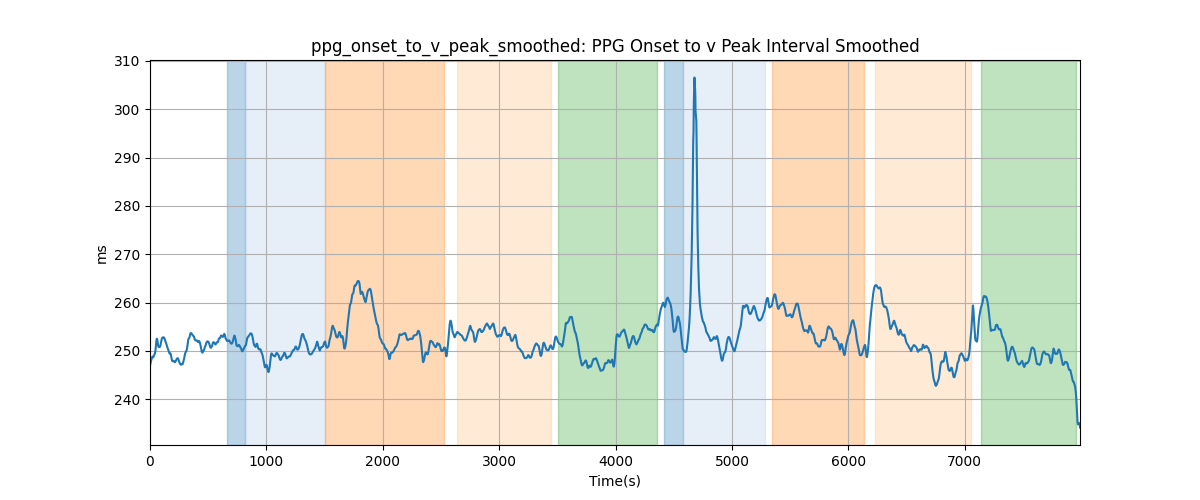 ppg_onset_to_v_peak_smoothed: PPG Onset to v Peak Interval Smoothed
310
300
290
280
270
260
250
240
ms
0 1000 2000 3000 4000 5000 6000 7000
Time(s)